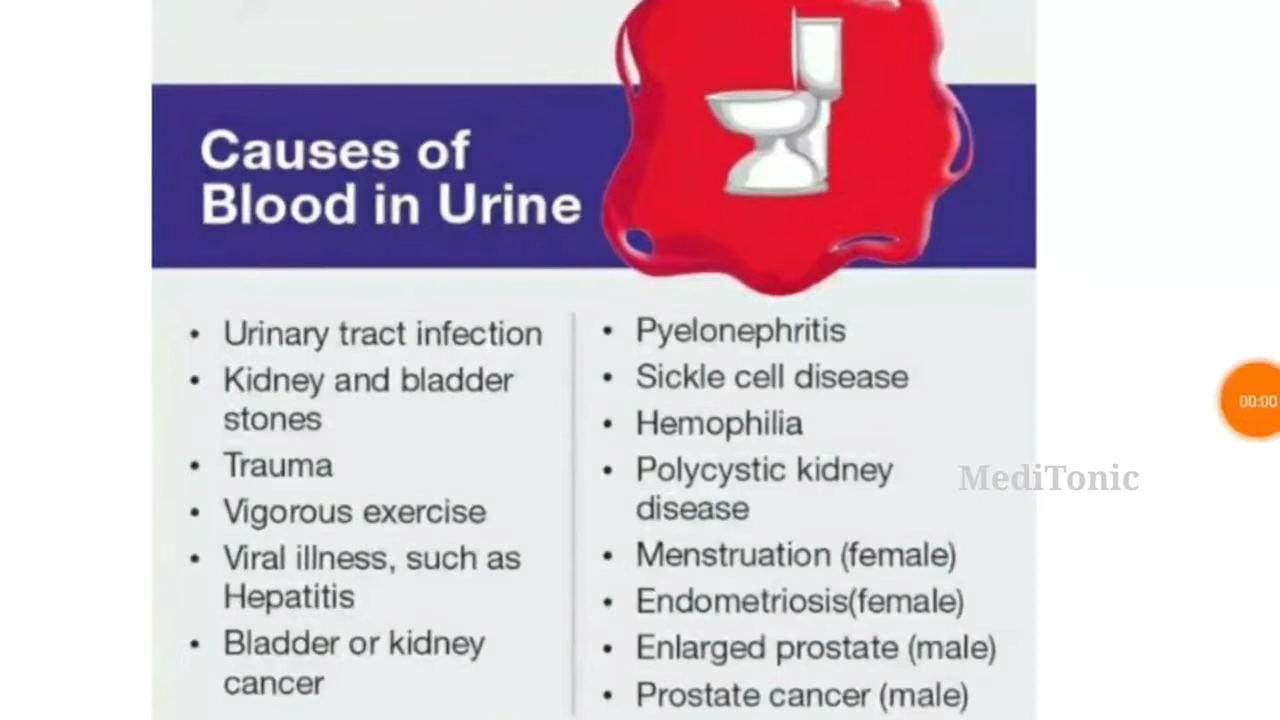 Causes of
Blood in Urine
• Urinary tract infection
• Kidney and bladder
stones
• Trauma
• Vigorous exercise
• Viral illness, such as
Hepatitis
• Bladder or kidney
cancer
• Pyelonephritis
• Sickle cell disease
• Hemophilia
• Polycystic kidney
disease
• Menstruation (female)
• Endometriosis(female)
• Enlarged prostate (male)
• Prostate cancer (male)
MediTonic
00:00